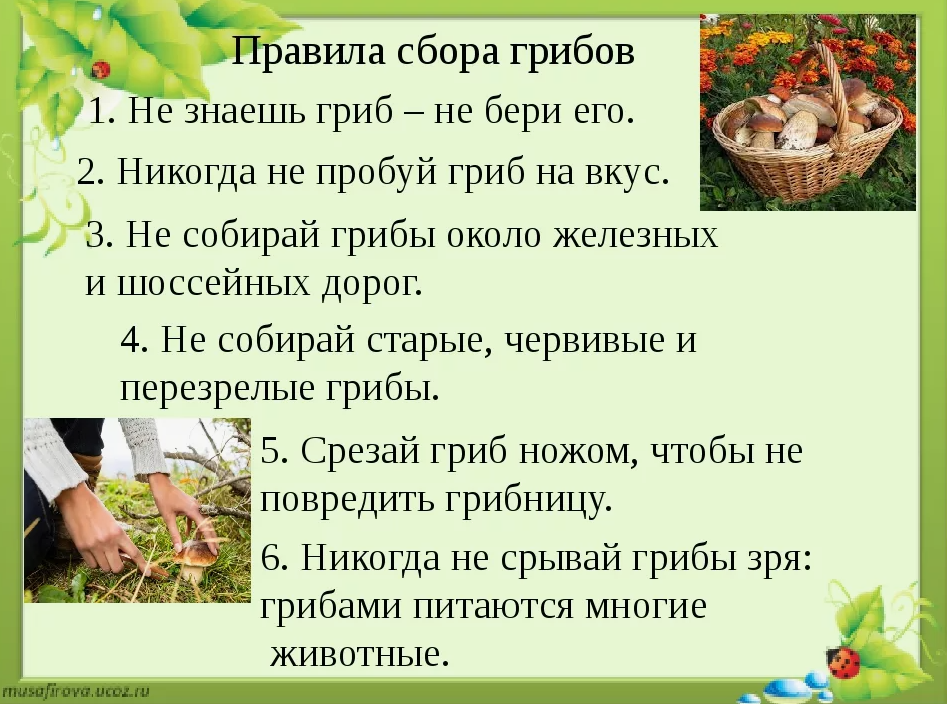 Правила сбора грибов
1. Не знаешь гриб – не бери его.
2. Никогда не пробуй гриб на вкус.
3. Не собирай грибы около железных
и шоссейных дорог.
4. Не собирай старые, червивые и
перезрелые грибы.
5. Срезай гриб ножом, чтобы не
повредить грибницу.
6. Никогда не срывай грибы зря:
грибами питаются многие
животные.
musafirova.ucoz.ru